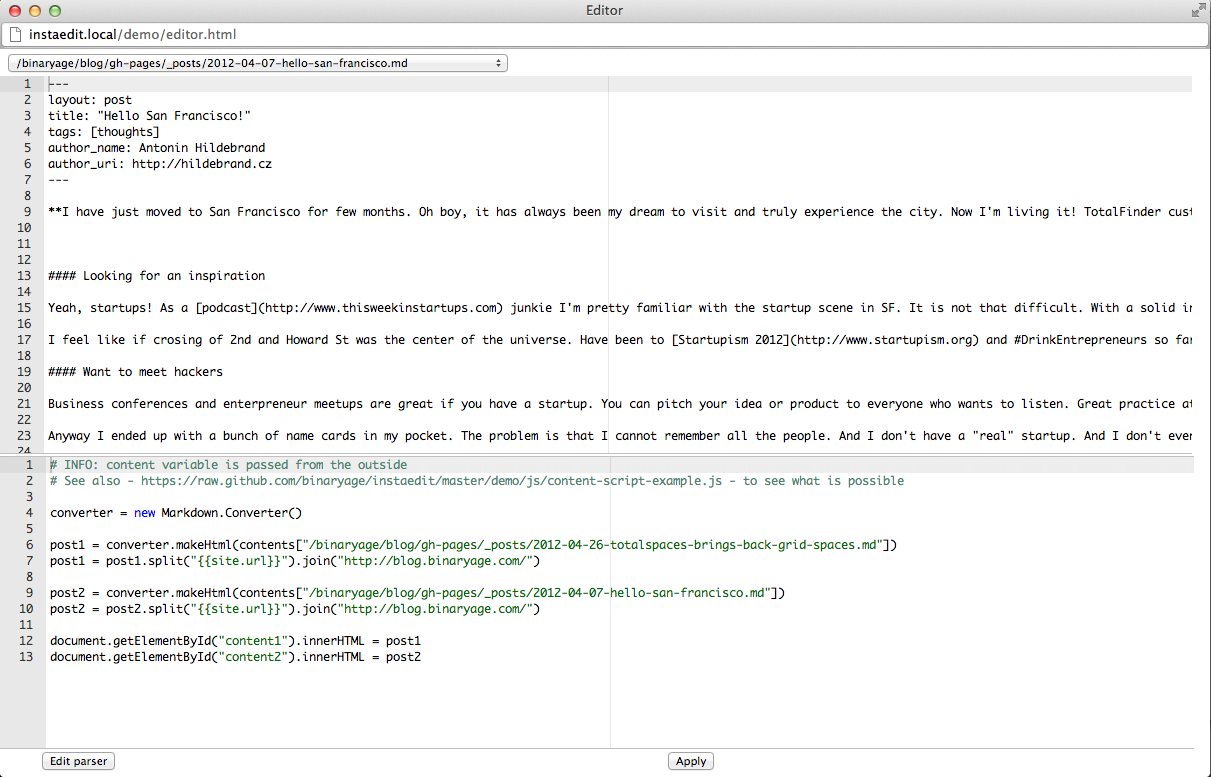 Editor
instaedit.local/demo/editor.html
/binaryage/blog/gh-pages/_posts/2012-04-07-hello-san-francisco.md
1 ---
2 layout: post
3 title: "Hello San Francisco!"
4 tags: [thoughts]
5 author_name: Antonin Hildebrand
6 author_uri: http://hildebrand.cz
7 ---
8
9 **I have just moved to San Francisco for few months. Oh boy, it has always been my dream to visit and truly experience the city. Now I'm living it! TotalFinder cust
10
11
12
13 #### Looking for an inspiration
14
15 Yeah, startups! As a [podcast](http://www.thisweekinstartups.com) junkie I'm pretty familiar with the startup scene in SF. It is not that difficult. With a solid in
16
17 I feel like if crosing of 2nd and Howard St was the center of the universe. Have been to [Startupism 2012](http://www.startupism.org) and #DrinkEntrepreneurs so far
18
19 #### Want to meet hackers
20
21 Business conferences and enterpreneur meetups are great if you have a startup. You can pitch your idea or product to everyone who wants to listen. Great practice at
22
23 Anyway I ended up with a bunch of name cards in my pocket. The problem is that I cannot remember all the people. And I don't have a "real" startup. And I don't ever
24
1 # INFO: content variable is passed from the outside
2 # See also - https://raw.github.com/binaryage/instaedit/master/demo/js/content-script-example.js - to see what is possible
3
4 converter = new Markdown.Converter()
5
6 post1 = converter.makeHtml(contents["/binaryage/blog/gh-pages/_posts/2012-04-26-totalspaces-brings-back-grid-spaces.md"])
7 post1 = post1.split("{{site.url}}").join("http://blog.binaryage.com/")
8
9 post2 = converter.makeHtml(contents["/binaryage/blog/gh-pages/_posts/2012-04-07-hello-san-francisco.md"])
10 post2 = post2.split("{{site.url}}").join("http://blog.binaryage.com/")
11
12 document.getElementById("content1").innerHTML = post1
13 document.getElementById("content2").innerHTML = post2
Edit parser
Apply